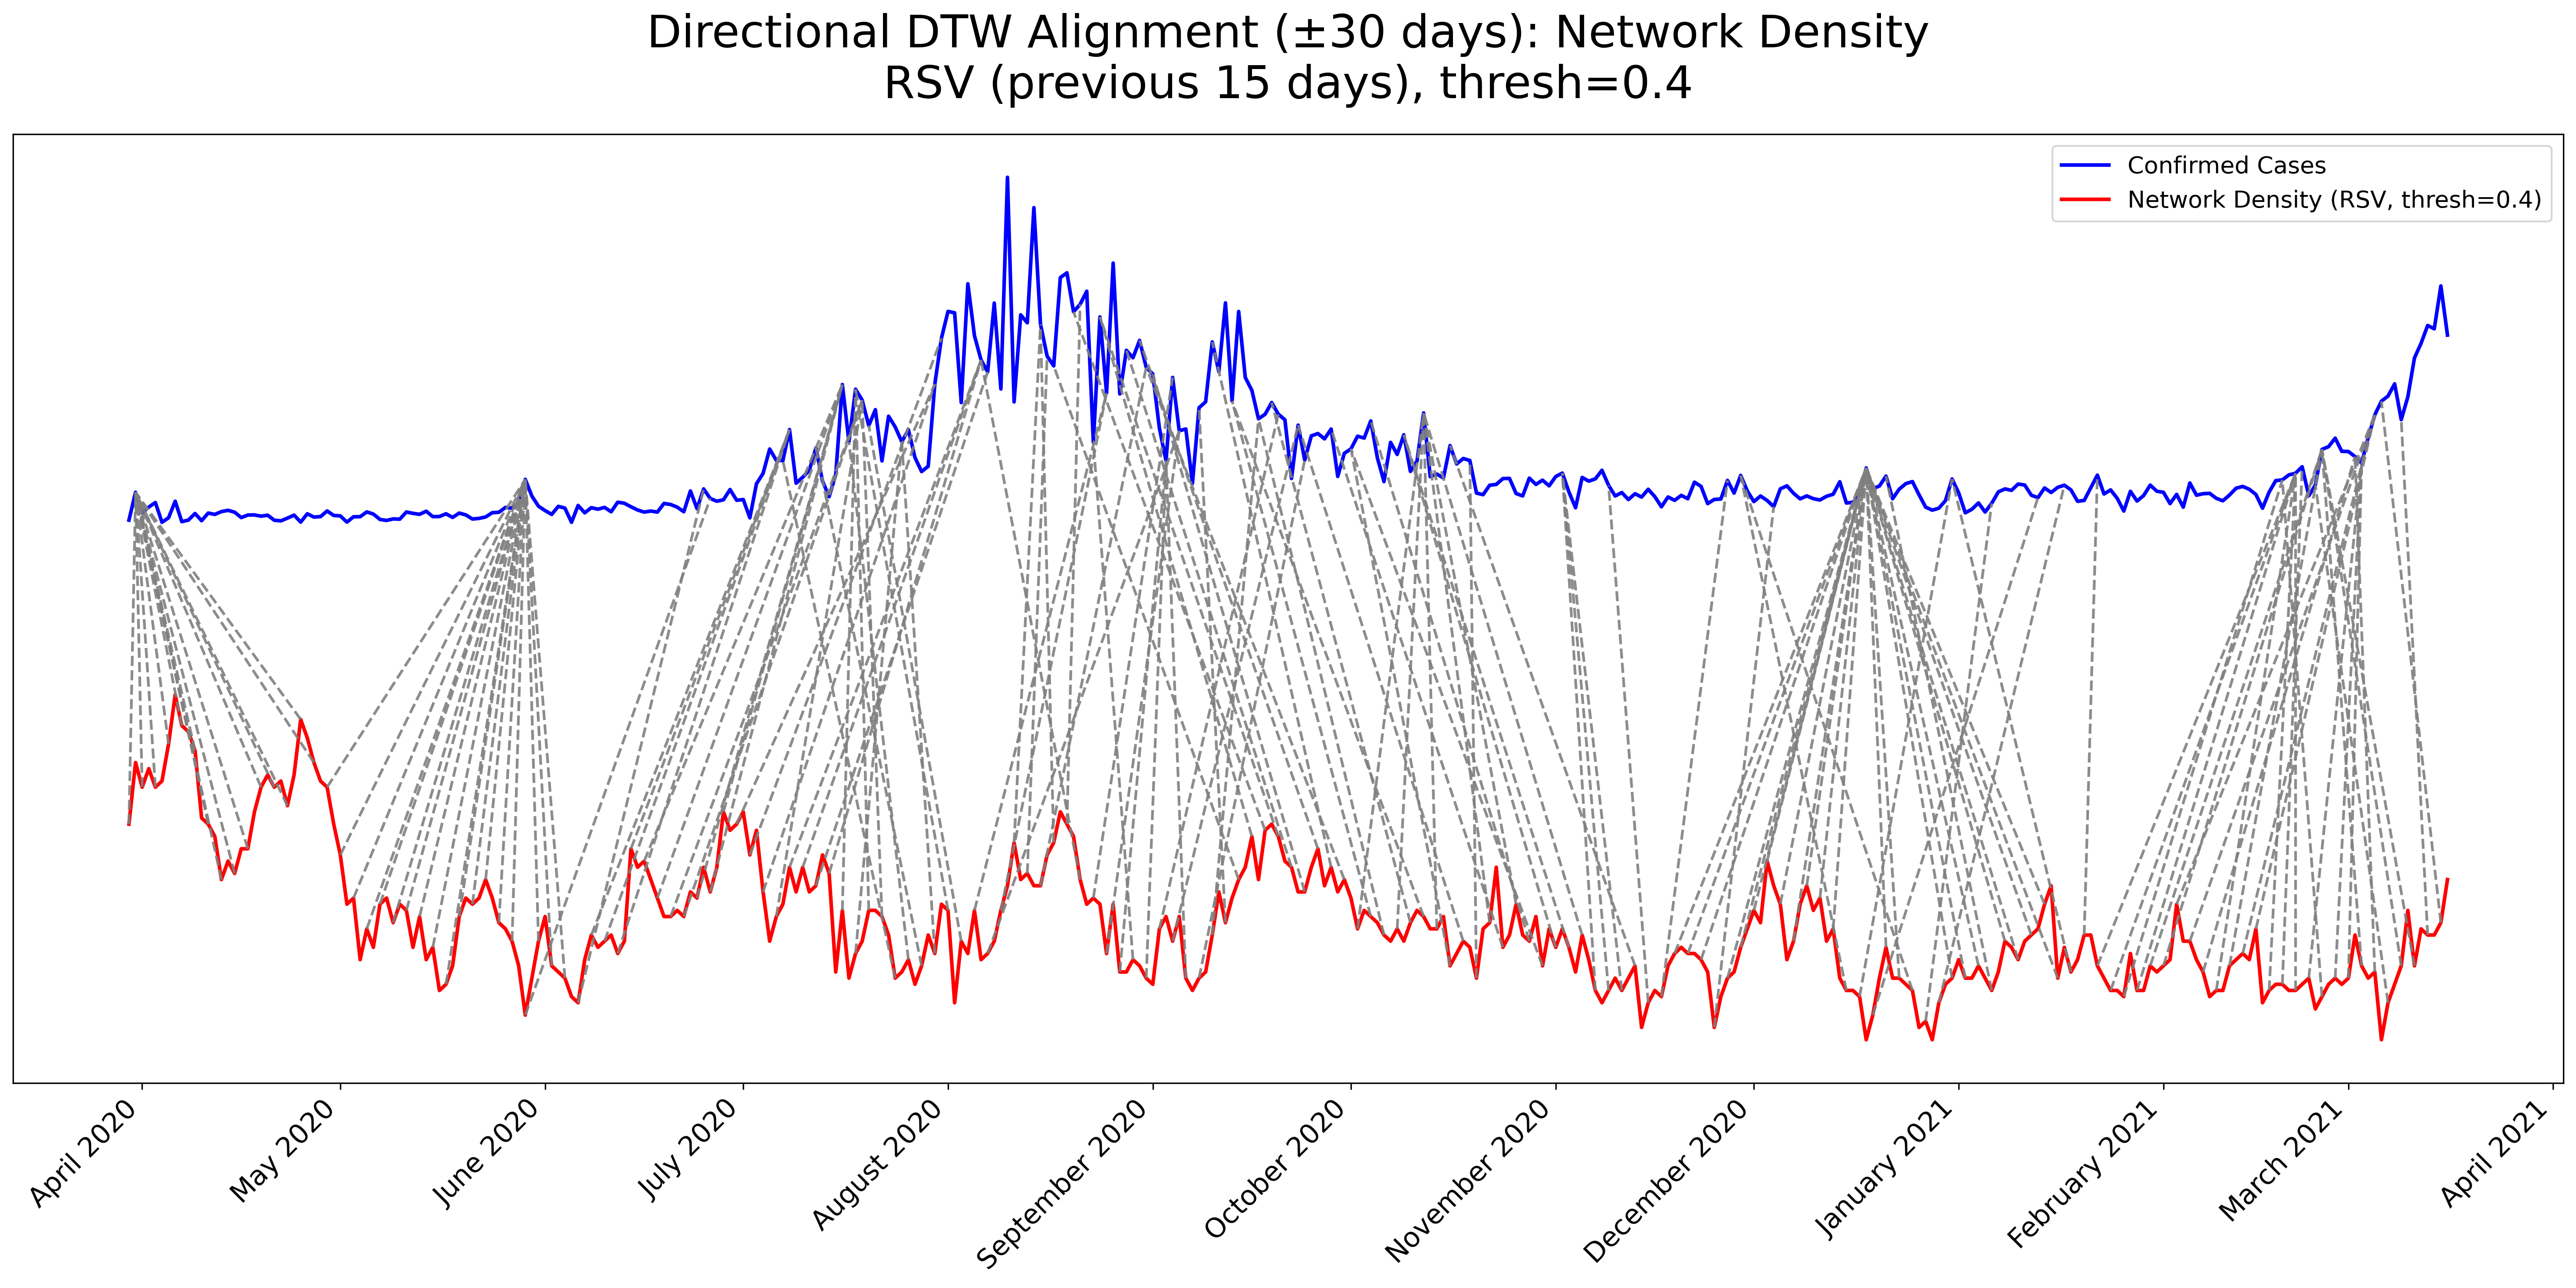 Directional DTW Alignment (±30 days): Network Density
RSV (previous 15 days), thresh=0.4
Confirmed Cases
Network Density (RSV, thresh=0.4)
April 2020
May 2020
June 2020
July 2020
August 2020
September 2020
October 2020
November 2020
December 2020
January 2021
February 2021
March 2021
April 2021